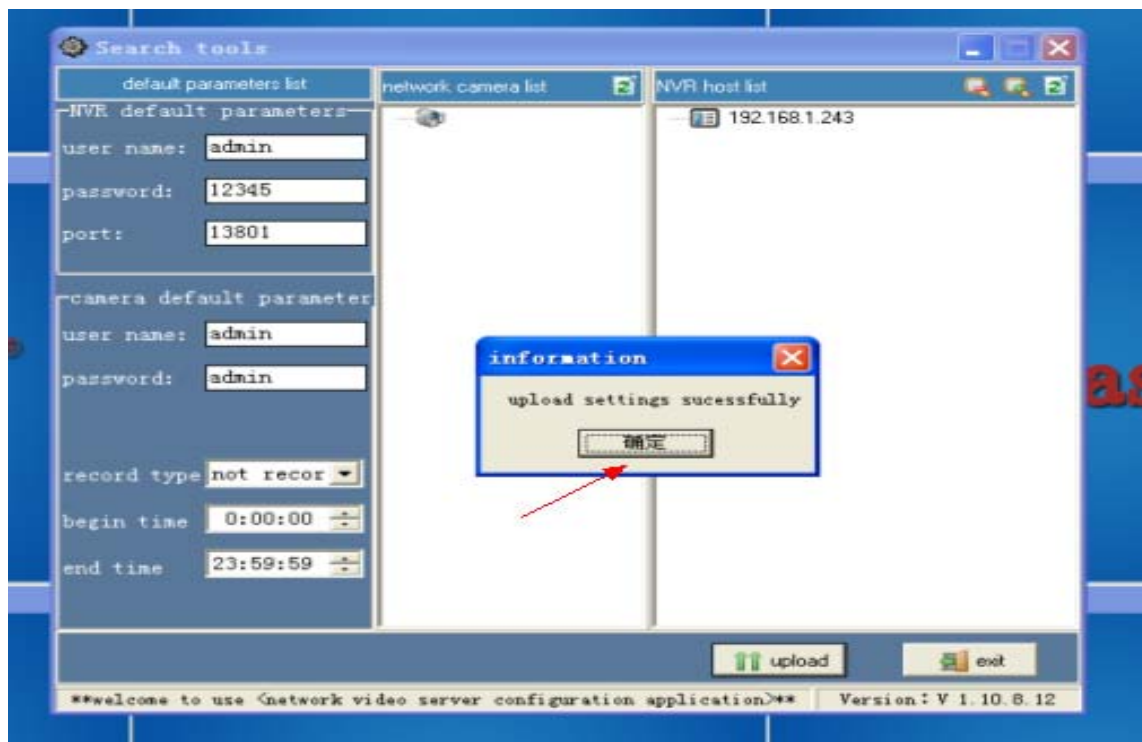 Search tools
default parameters list
network camera list
NVR host list
NVR default parameters
user name: admin
password: 12345
port: 13801
camera default parameter
user name: admin
password: admin
record type not recor
begin time 0:00:00
end time 23:59:59
192.168.1.243
information
upload settings sucessfully
确定
upload
exit
**welcome to use <network video server configuration application>**
Version: V 1.10.8.12